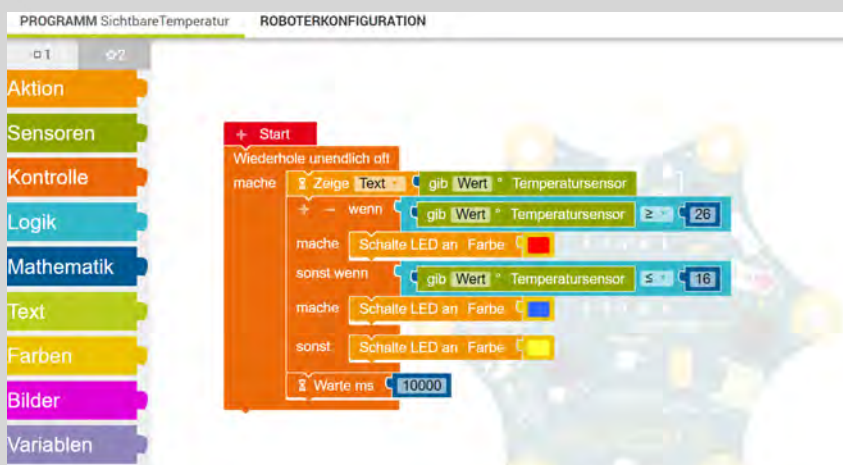 PROGRAMM SichtbareTemperatur ROBOTERKONFIGURATION
1 2
Aktion
Sensoren
Kontrolle
Logik
Mathematik
Text
Farben
Bilder
Variablen
+ Start
Wiederhole unendlich oft
mache Zeige Text gib Wert ° Temperatursensor
+ − wenn gib Wert ° Temperatursensor ≥ 26
mache Schalte LED an Farbe
sonst wenn gib Wert ° Temperatursensor ≤ 16
mache Schalte LED an Farbe
sonst Schalte LED an Farbe
Warte ms 10000